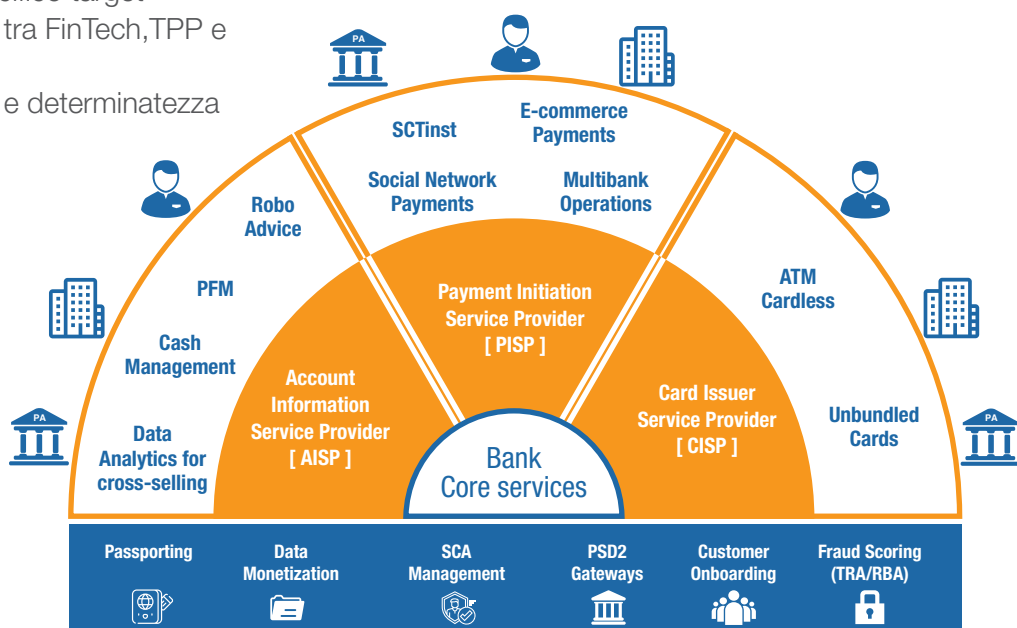 tra FinTech,TPP e
e determinatezza
PA
SCTinst
E-commerce
Payments
Social Network
Payments
Multibank
Operations
Robo
Advice
PFM
Cash
Management
Data
Analytics for
cross-selling
PA
Account
Information
Service Provider
[ AISP ]
Payment Initiation
Service Provider
[ PISP ]
Card Issuer
Service Provider
[ CISP ]
ATM
Cardless
Unbundled
Cards
PA
Bank
Core services
Passporting
Data
Monetization
SCA
Management
PSD2
Gateways
Customer
Onboarding
Fraud Scoring
(TRA/RBA)